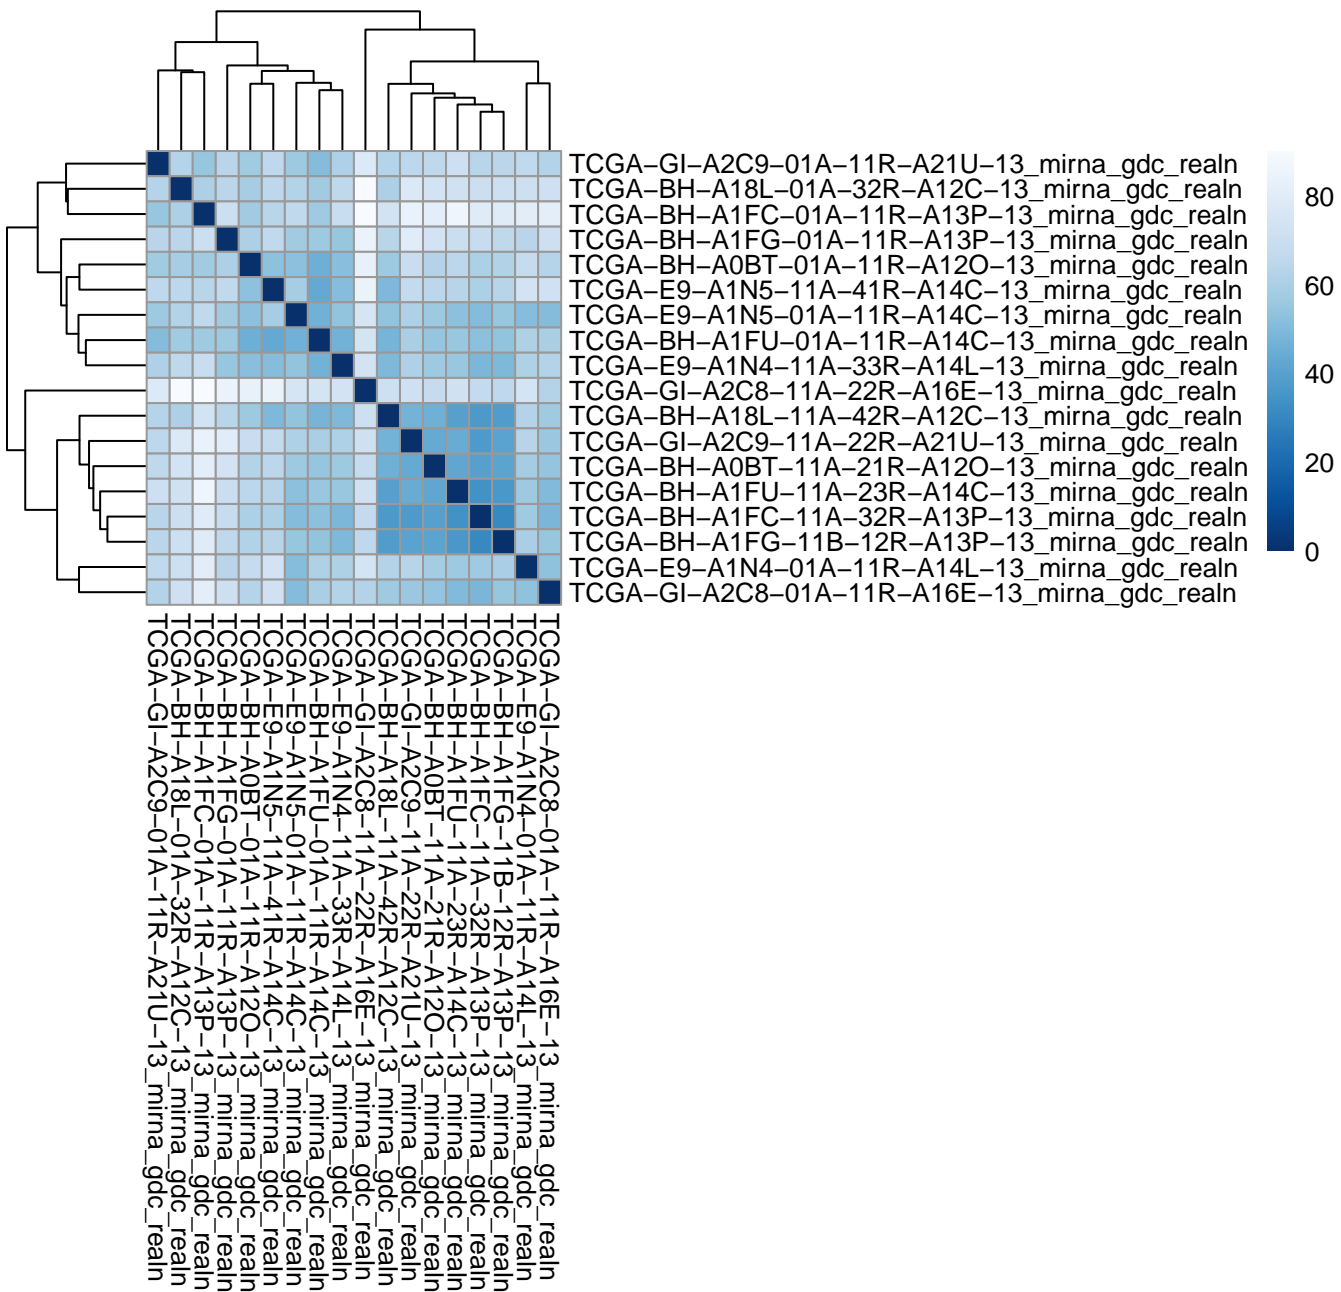 TCGA−GI−A2C9−01A−11R−A21U−13_mirna_gdc_realn
TCGA−BH−A18L−01A−32R−A12C−13_mirna_gdc_realn
TCGA−BH−A1FC−01A−11R−A13P−13_mirna_gdc_realn
TCGA−BH−A1FG−01A−11R−A13P−13_mirna_gdc_realn
TCGA−BH−A0BT−01A−11R−A12O−13_mirna_gdc_realn
TCGA−E9−A1N5−11A−41R−A14C−13_mirna_gdc_realn
TCGA−E9−A1N5−01A−11R−A14C−13_mirna_gdc_realn
TCGA−BH−A1FU−01A−11R−A14C−13_mirna_gdc_realn
TCGA−E9−A1N4−11A−33R−A14L−13_mirna_gdc_realn
TCGA−GI−A2C8−11A−22R−A16E−13_mirna_gdc_realn
TCGA−BH−A18L−11A−42R−A12C−13_mirna_gdc_realn
TCGA−GI−A2C9−11A−22R−A21U−13_mirna_gdc_realn
TCGA−BH−A0BT−11A−21R−A12O−13_mirna_gdc_realn
TCGA−BH−A1FU−11A−23R−A14C−13_mirna_gdc_realn
TCGA−BH−A1FC−11A−32R−A13P−13_mirna_gdc_realn
TCGA−BH−A1FG−11B−12R−A13P−13_mirna_gdc_realn
TCGA−E9−A1N4−01A−11R−A14L−13_mirna_gdc_realn
TCGA−GI−A2C8−01A−11R−A16E−13_mirna_gdc_realn
80
60
40
20
0
TCGA−GI−A2C9−01A−11R−A21U−13_mirna_gdc_realn
TCGA−BH−A18L−01A−32R−A12C−13_mirna_gdc_realn
TCGA−BH−A1FC−01A−11R−A13P−13_mirna_gdc_realn
TCGA−BH−A1FG−01A−11R−A13P−13_mirna_gdc_realn
TCGA−BH−A0BT−01A−11R−A12O−13_mirna_gdc_realn
TCGA−E9−A1N5−11A−41R−A14C−13_mirna_gdc_realn
TCGA−E9−A1N5−01A−11R−A14C−13_mirna_gdc_realn
TCGA−BH−A1FU−01A−11R−A14C−13_mirna_gdc_realn
TCGA−E9−A1N4−11A−33R−A14L−13_mirna_gdc_realn
TCGA−GI−A2C8−11A−22R−A16E−13_mirna_gdc_realn
TCGA−BH−A18L−11A−42R−A12C−13_mirna_gdc_realn
TCGA−GI−A2C9−11A−22R−A21U−13_mirna_gdc_realn
TCGA−BH−A0BT−11A−21R−A12O−13_mirna_gdc_realn
TCGA−BH−A1FU−11A−23R−A14C−13_mirna_gdc_realn
TCGA−BH−A1FC−11A−32R−A13P−13_mirna_gdc_realn
TCGA−BH−A1FG−11B−12R−A13P−13_mirna_gdc_realn
TCGA−E9−A1N4−01A−11R−A14L−13_mirna_gdc_realn
TCGA−GI−A2C8−01A−11R−A16E−13_mirna_gdc_realn